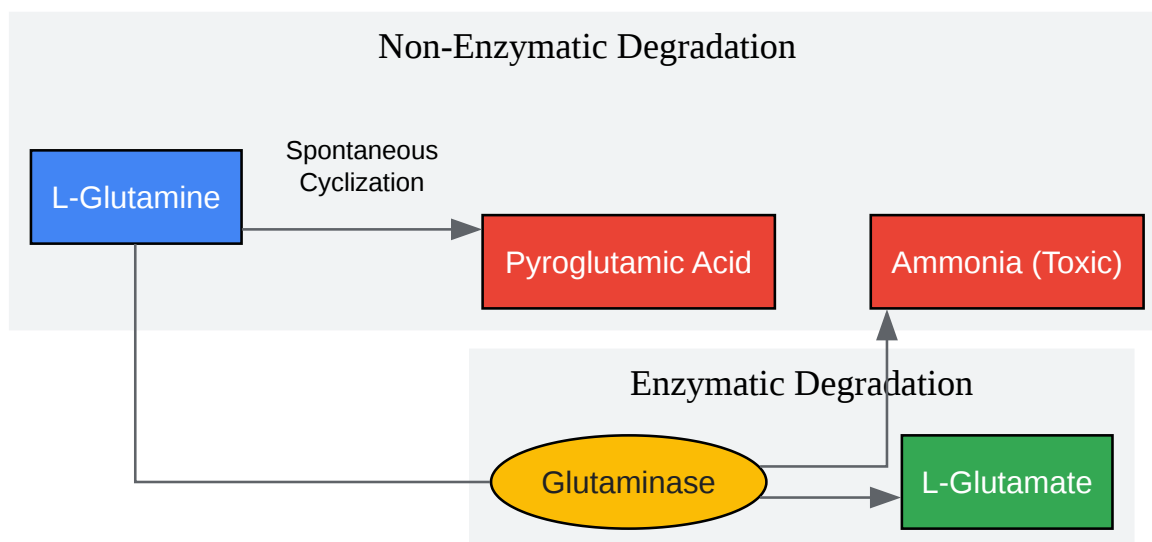 Non-Enzymatic Degradation
Spontaneous
Cyclization
L-Glutamine
Pyroglutamic Acid
Ammonia (Toxic)
Enzymatic Degradation
Glutaminase
L-Glutamate